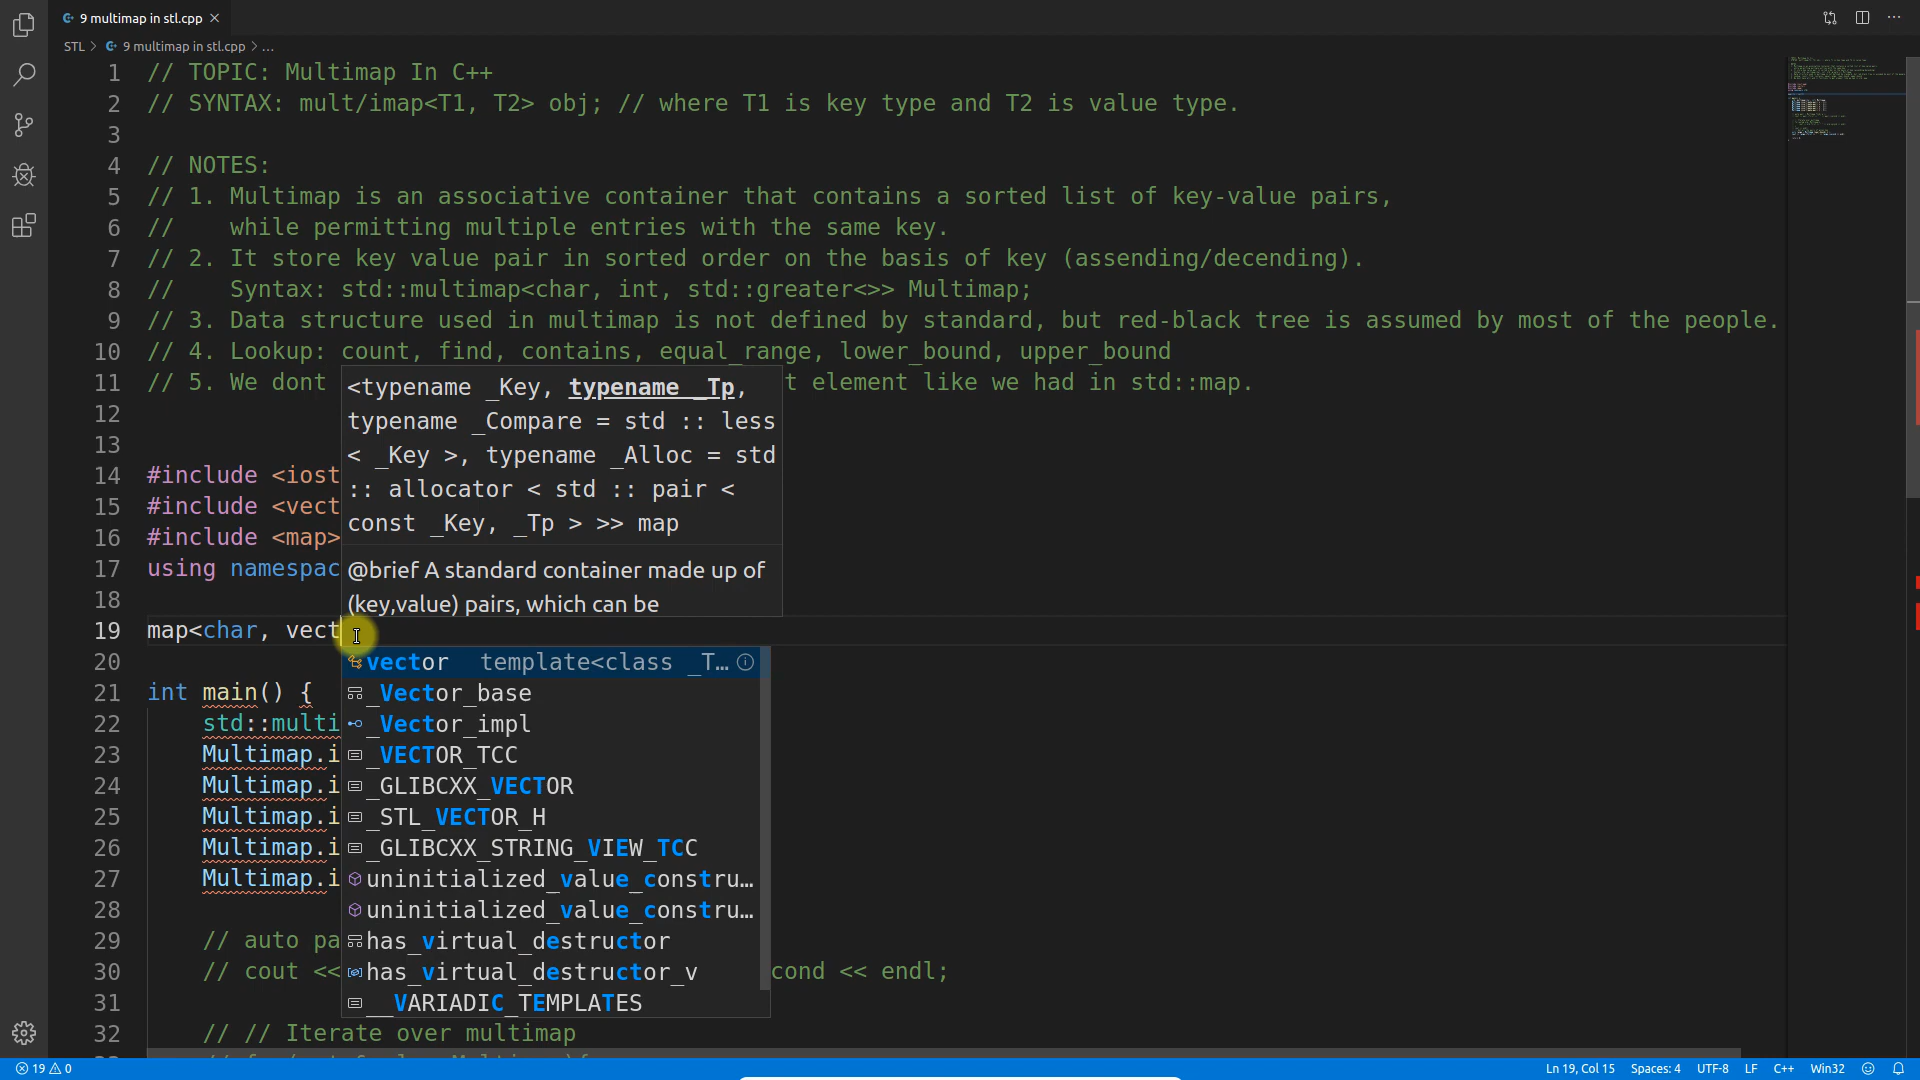 9 multimap in stl.cpp
STL > 9 multimap in stl.cpp > ...
1 // TOPIC: Multimap In C++
2 // SYNTAX: mult/imap<T1, T2> obj; // where T1 is key type and T2 is value type.
3
4 // NOTES:
5 // 1. Multimap is an associative container that contains a sorted list of key-value pairs,
6 //    while permitting multiple entries with the same key.
7 // 2. It store key value pair in sorted order on the basis of key (assending/decending).
8 //    Syntax: std::multimap<char, int, std::greater<>> Multimap;
9 // 3. Data structure used in multimap is not defined by standard, but red-black tree is assumed by most of the people.
10 // 4. Lookup: count, find, contains, equal_range, lower_bound, upper_bound
11 // 5. We dont t element like we had in std::map.
<typename _Key, typename _Tp,
12
typename _Compare = std :: less
13
< _Key >, typename _Alloc = std
14 #include <iost
:: allocator < std :: pair <
15 #include <vect
const _Key, _Tp > >> map
16 #include <map>
17 using namespac
@brief A standard container made up of
18
(key,value) pairs, which can be
19 map<char, vect
20
vector template<class _T...
21 int main() {
_Vector_base
22 std::multi
_Vector_impl
23 Multimap.i
_VECTOR_TCC
24 Multimap.i
_GLIBCXX_VECTOR
25 Multimap.i
_STL_VECTOR_H
26 Multimap.i
_GLIBCXX_STRING_VIEW_TCC
27 Multimap.i
uninitialized_value_constru...
28
uninitialized_value_constru...
29 // auto pa
has_virtual_destructor
30 // cout << cond << endl;
has_virtual_destructor_v
31
__VARIADIC_TEMPLATES
32 // // Iterate over multimap
19 0 Ln 19, Col 15 Spaces: 4 UTF-8 LF C++ Win32